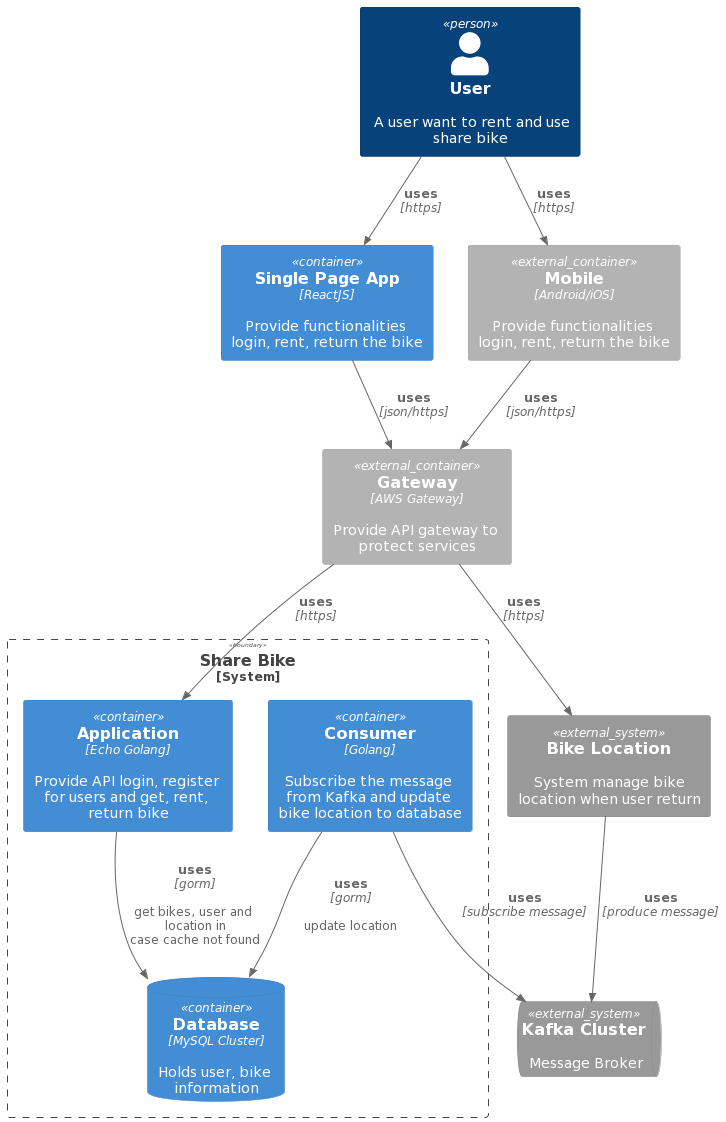 «person»
User
A user want to rent and use
share bike
uses
[https]
uses
[https]
«container»
Single Page App
[ReactJS]
Provide functionalities
login, rent, return the bike
«external_container»
Mobile
[Android/iOS]
Provide functionalities
login, rent, return the bike
uses
[json/https]
uses
[json/https]
«external_container»
Gateway
[AWS Gateway]
Provide API gateway to
protect services
uses
[https]
uses
[https]
«boundary»
Share Bike
[System]
«container»
Application
[Echo Golang]
Provide API login, register
for users and get, rent,
return bike
«container»
Consumer
[Golang]
Subscribe the message
from Kafka and update
bike location to database
«external_system»
Bike Location
System manage bike
location when user return
uses
[gorm]
get bikes, user and
location in
case cache not found
uses
[gorm]
update location
uses
[subscribe message]
uses
[produce message]
«container»
Database
[MySQL Cluster]
Holds user, bike
information
«external_system»
Kafka Cluster
Message Broker